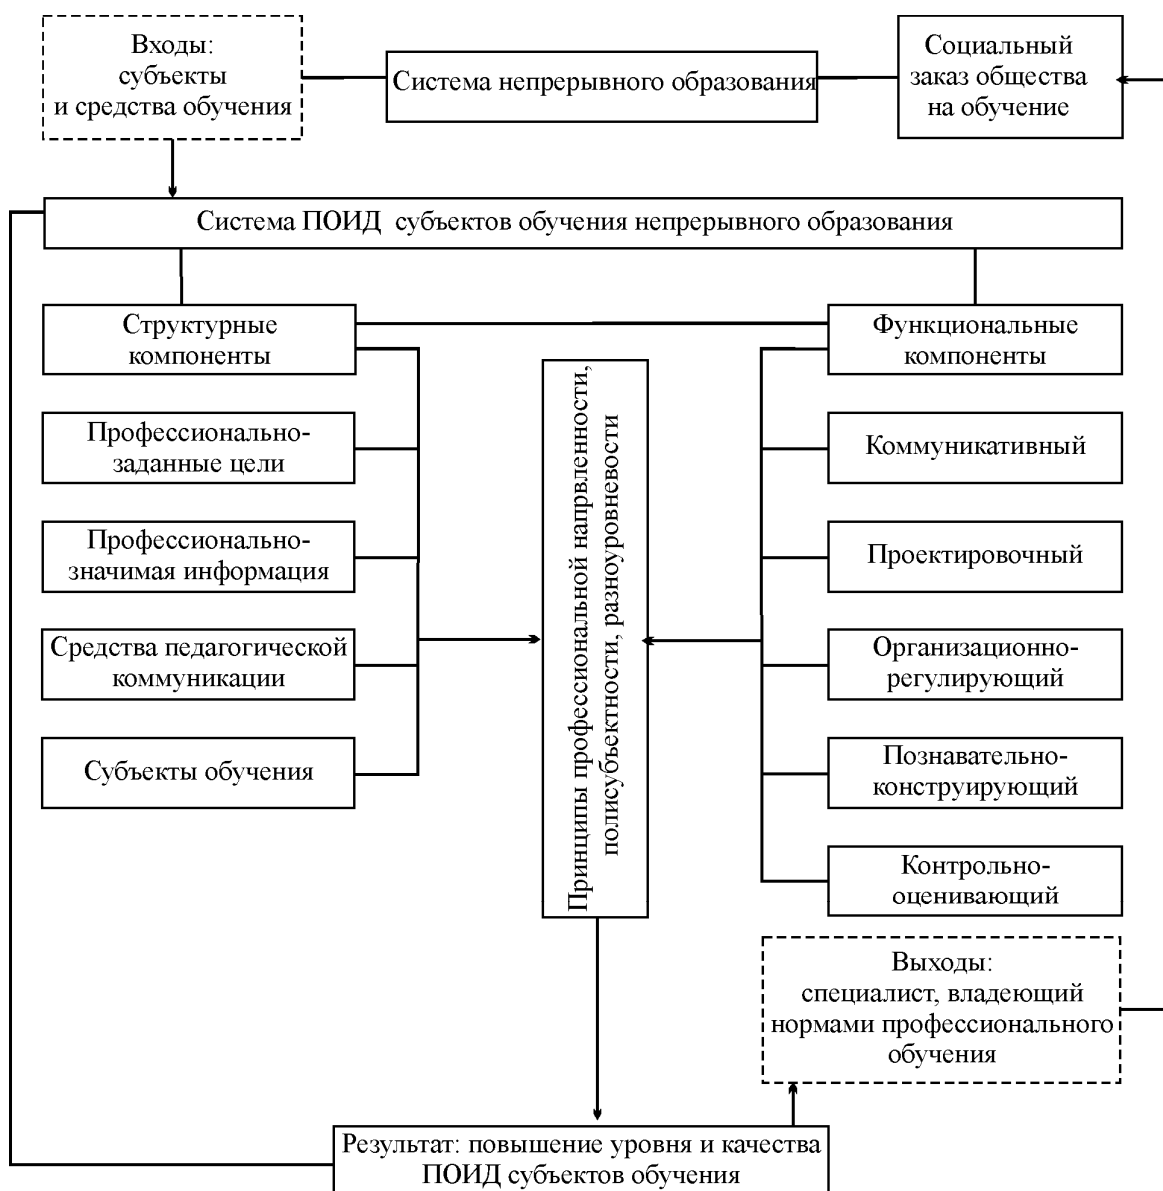 Входы:
субъекты
и средства обучения
Система непрерывного образования
Социальный
заказ общества
на обучение
Система ПОИД субъектов обучения непрерывного образования
Структурные
компоненты
Функциональные
компоненты
Профессионально-
заданные цели
Профессионально-
значимая информация
Средства педагогической
коммуникации
Субъекты обучения
Принципы профессиональной напрвленности,
полисубъектности, разноуровневости
Коммуникативный
Проектировочный
Организационно-
регулирующий
Познавательно-
конструирующий
Контрольно-
оценивающий
Выходы:
специалист, владеющий
нормами профессионального
обучения
Результат: повышение уровня и качества
ПОИД субъектов обучения